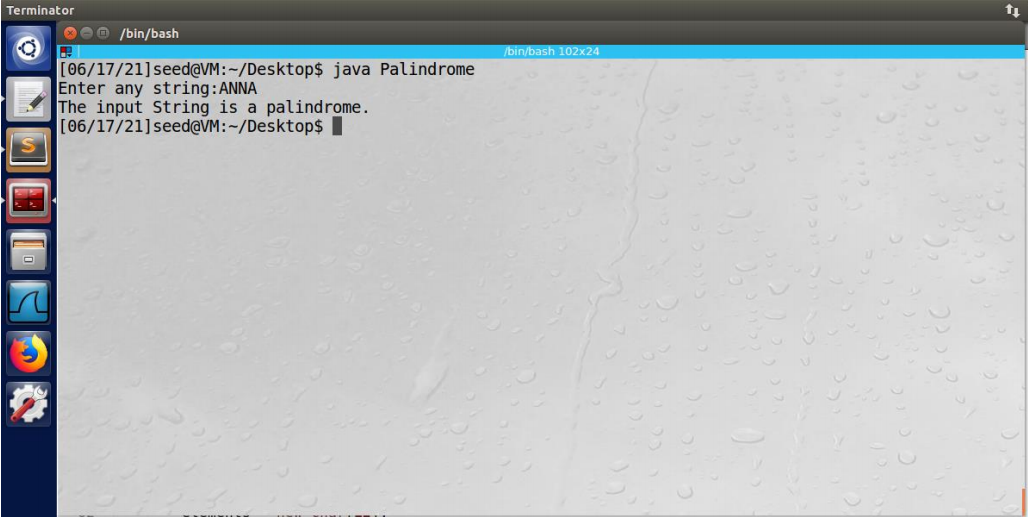 Terminator
/bin/bash
/bin/bash 102x24
[06/17/21]seed@VM:~/Desktop$ java Palindrome
Enter any string:ANNA
The input String is a palindrome.
[06/17/21]seed@VM:~/Desktop$